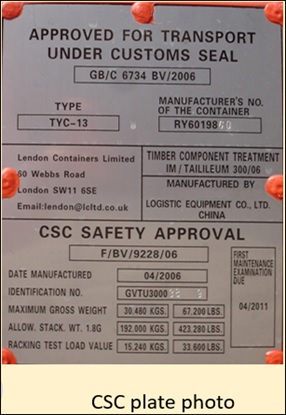 APPROVED FOR TRANSPORT
UNDER CUSTOMS SEAL
GB/C 6734 BV/2006
TYPE
TYC-13
MANUFACTURER'S NO.
OF THE CONTAINER
RY60198
Lendon Containers Limited
60 Webbs Road
London SW11 6SE
Email:lendon@lcltd.co.uk
TIMBER COMPONENT TREATMENT
IM / TAILILEUM 300/06
MANUFACTURED BY
LOGISTIC EQUIPMENT CO., LTD.
CHINA
CSC SAFETY APPROVAL
F/BV/9228/06
DATE MANUFACTURED 04/2006
IDENTIFICATION NO. GVTU3000
MAXIMUM GROSS WEIGHT 30.480 KGS. 67,200 LBS.
ALLOW. STACK. WT. 1.8G 192.000 KGS. 423.280 LBS.
RACKING TEST LOAD VALUE 15.240 KGS. 33.600 LBS.
FIRST
MAINTENANCE
EXAMINATION
DUE
04/2011
CSC plate photo